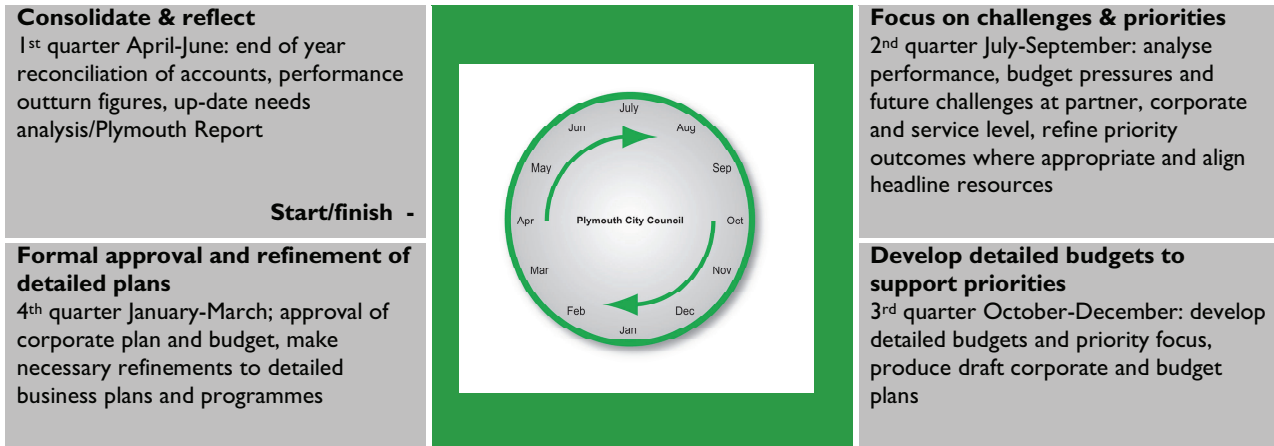 Consolidate & reflect
1st quarter April-June: end of year
reconciliation of accounts, performance
outturn figures, up-date needs
analysis/Plymouth Report
Start/finish -
Focus on challenges & priorities
2nd quarter July-September: analyse
performance, budget pressures and
future challenges at partner, corporate
and service level, refine priority
outcomes where appropriate and align
headline resources
July
Jun
Aug
May
Sep
Apr
Plymouth City Council
Oct
Mar
Nov
Feb
Dec
Jan
Formal approval and refinement of
detailed plans
4th quarter January-March; approval of
corporate plan and budget, make
necessary refinements to detailed
business plans and programmes
Develop detailed budgets to
support priorities
3rd quarter October-December: develop
detailed budgets and priority focus,
produce draft corporate and budget
plans